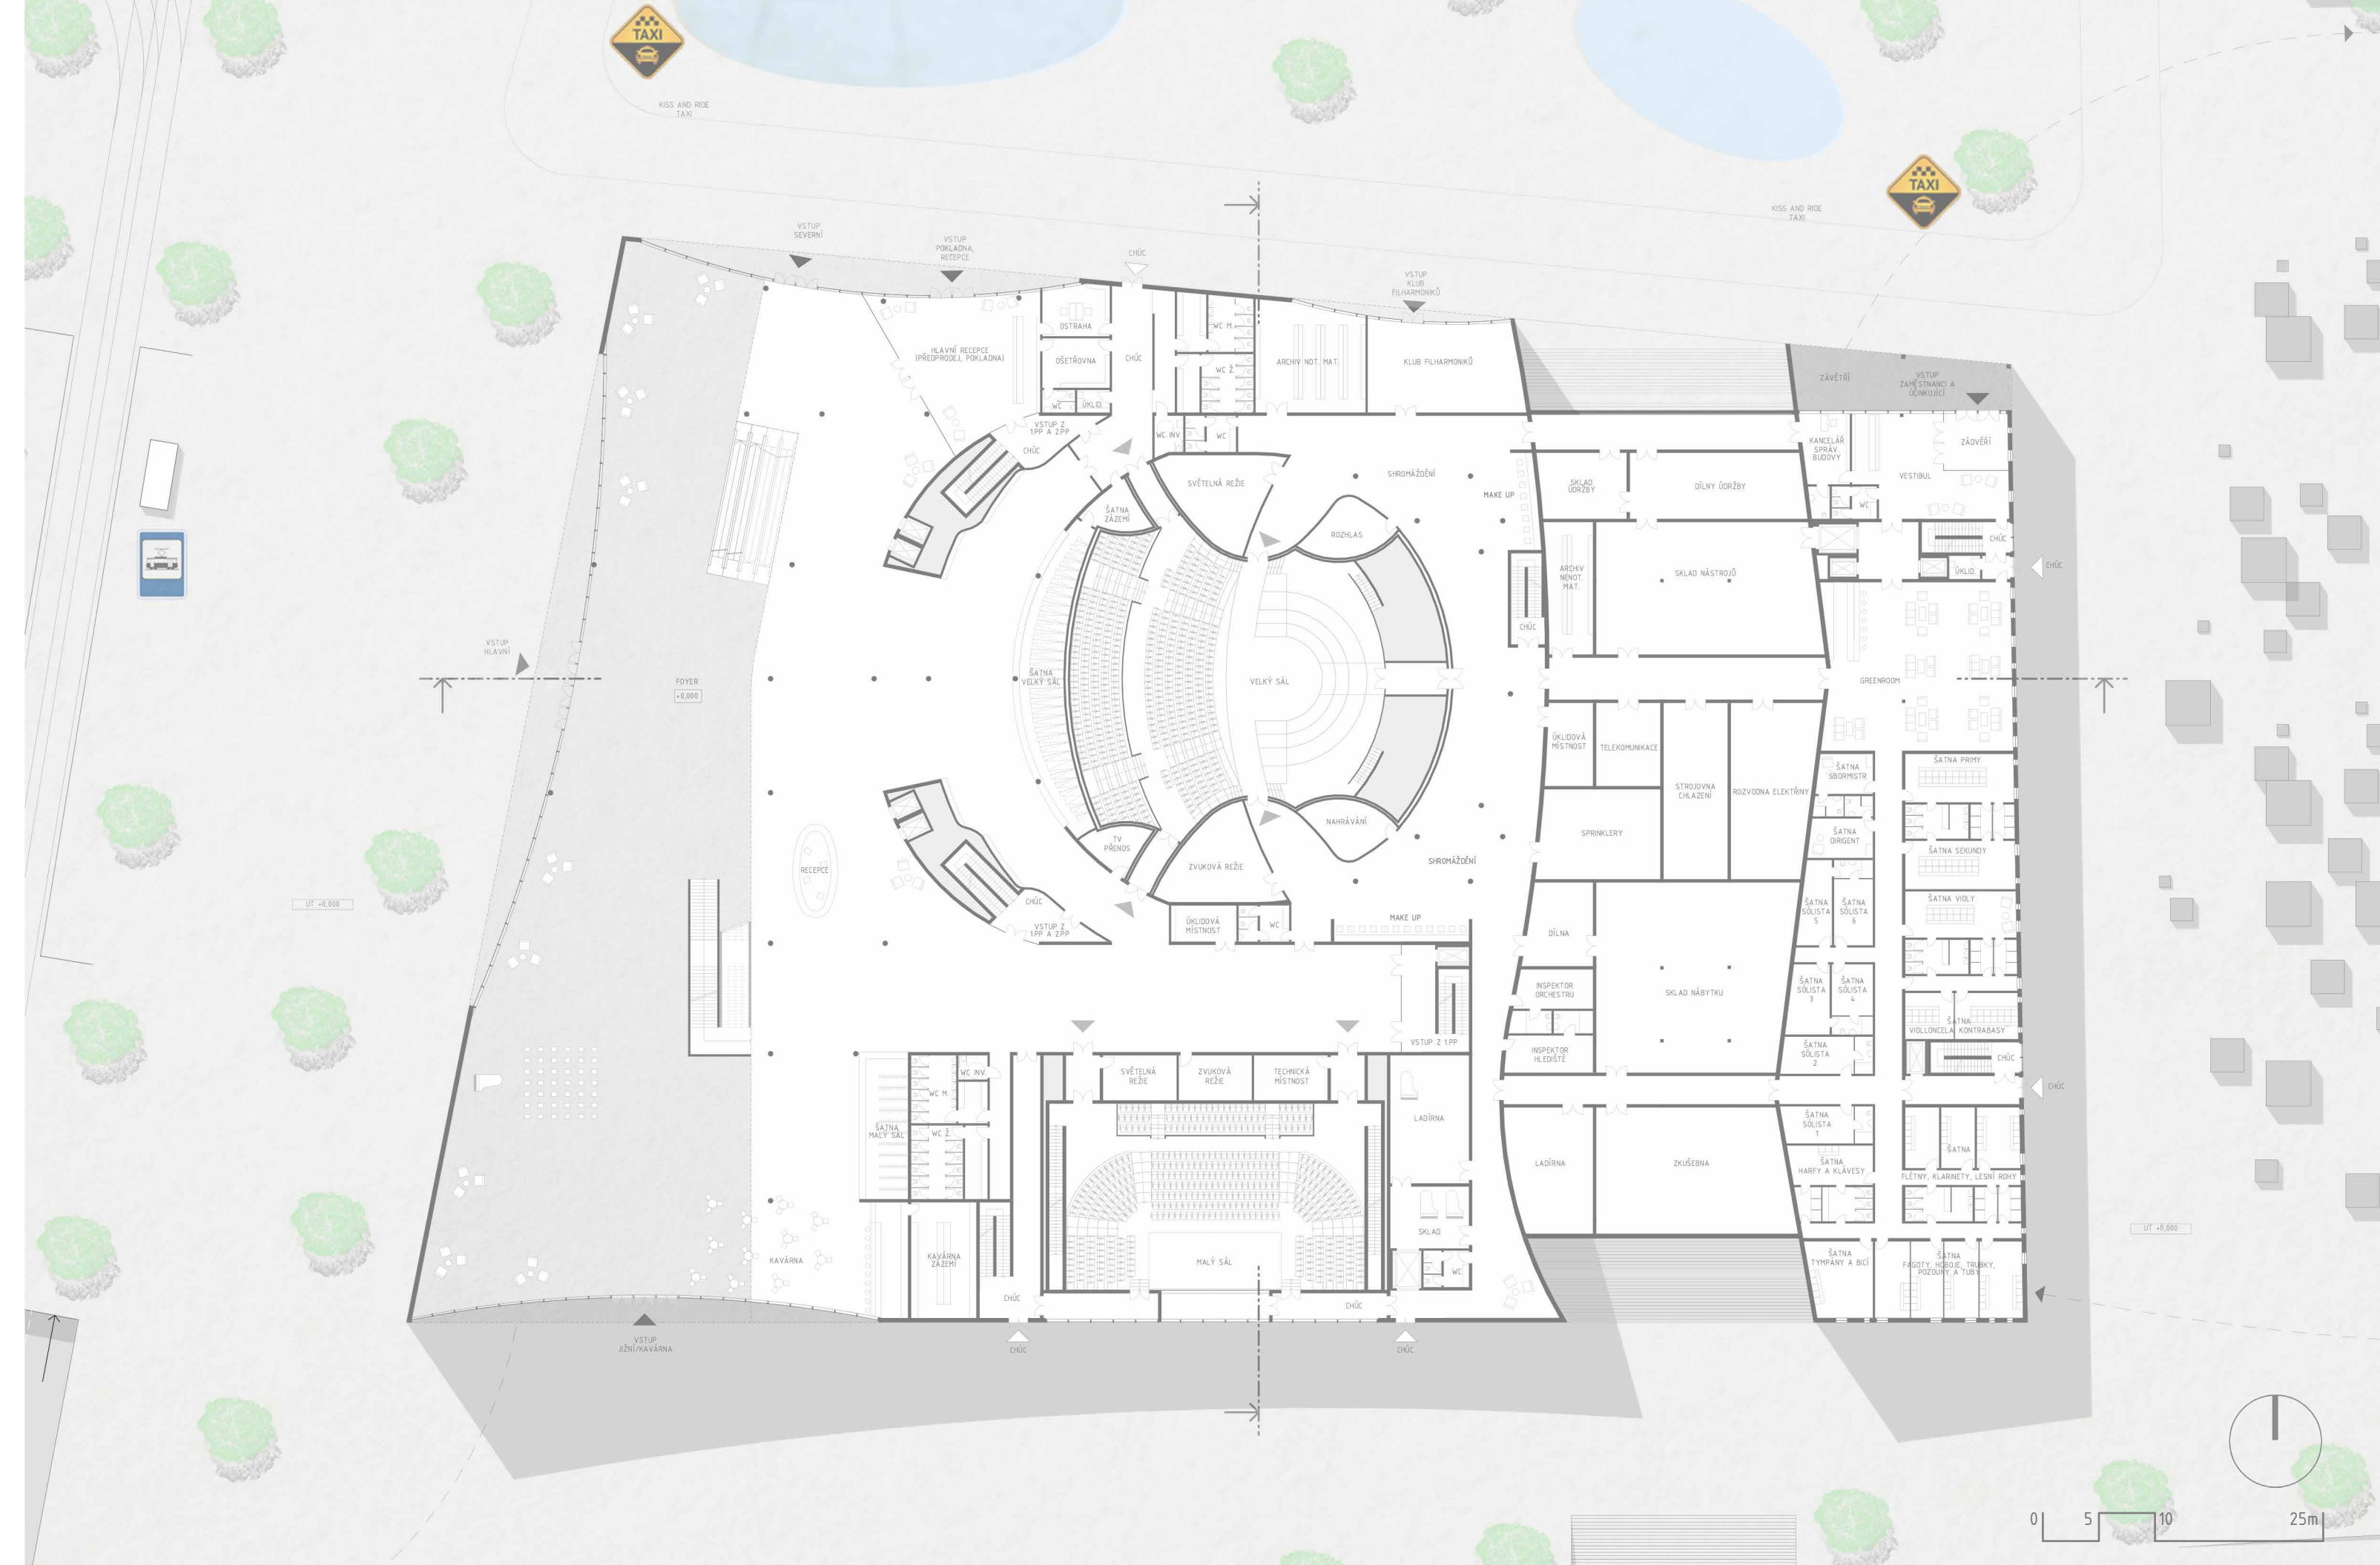 TAXI
KISS AND RIDE
TAXI
TAXI
KISS AND RIDE
TAXI
VSTUP
SEVERNÍ
VSTUP
POKLADNA,
RECEPCE
CHÚC
VSTUP
KLUB
FILHARMONIKŮ
HLAVNÍ RECEPCE
(PŘEDPRODEJ, POKLADNA)
OSTRAHA
OŠETŘOVNA
WC
ÚKLID.
CHÚC
WC M.
WC Ž.
ARCHIV NOT. MAT.
KLUB FILHARMONIKŮ
ZÁVĚTŘÍ
VSTUP
ZAMĚSTNANCI A
ÚČINKUJÍCÍ
VSTUP Z
1.PP A 2.PP
CHÚC
WC INV.
WC
SVĚTELNÁ REŽIE
SHROMÁŽDĚNÍ
MAKE UP
SKLAD
ÚDRŽBY
DÍLNY ÚDRŽBY
KANCELÁŘ
SPRÁV.
BUDOVY
ZÁDVEŘÍ
VESTIBUL
WC
ŠATNA
ZÁZEMÍ
ROZHLAS
CHÚC
ÚKLID.
CHÚC
ARCHIV
NENOT.
MAT.
SKLAD NÁSTROJŮ
CHÚC
VSTUP
HLAVNÍ
FOYER
+0,000
ŠATNA
VELKÝ SÁL
VELKÝ SÁL
GREENROOM
ÚKLIDOVÁ
MÍSTNOST
TELEKOMUNIKACE
STROJOVNA
CHLAZENÍ
ROZVODNA ELEKTŘINY
ŠATNA
SBORMISTR
ŠATNA PRIMY
SPRINKLERY
ŠATNA
DIRIGENT
ŠATNA SEKUNDY
RECEPCE
TV
PŘENOS
NAHRÁVÁNÍ
ZVUKOVÁ REŽIE
SHROMÁŽDĚNÍ
UT +0,000
CHÚC
VSTUP Z
1.PP A 2.PP
ÚKLIDOVÁ
MÍSTNOST
WC
MAKE UP
DÍLNA
ŠATNA
SÓLISTA
5
ŠATNA
SÓLISTA
6
ŠATNA VIOLY
INSPEKTOR
ORCHESTRU
SKLAD NÁBYTKU
ŠATNA
SÓLISTA
3
ŠATNA
SÓLISTA
4
ŠATNA
VIOLLONCELA, KONTRABASY
VSTUP Z 1.PP
INSPEKTOR
HLEDIŠTĚ
ŠATNA
SÓLISTA
2
CHÚC
CHÚC
WC INV.
WC M.
WC Ž.
ŠATNA
MALÝ SÁL
SVĚTELNÁ
REŽIE
ZVUKOVÁ
REŽIE
TECHNICKÁ
MÍSTNOST
LADÍRNA
ŠATNA
SÓLISTA
1
LADÍRNA
ZKUŠEBNA
ŠATNA
HARFY A KLÁVESY
ŠATNA
FLÉTNY, KLARINETY, LESNÍ ROHY
SKLAD
WC
UT +0,000
KAVÁRNA
KAVÁRNA
ZÁZEMÍ
MALÝ SÁL
CHÚC
CHÚC
ŠATNA
TYMPÁNY A BICÍ
ŠATNA
FAGOTY, HOBOJE, TRUBKY,
POZOUNY A TUBY
VSTUP
JIŽNÍ/KAVÁRNA
CHÚC
CHÚC
0 5 10 25m